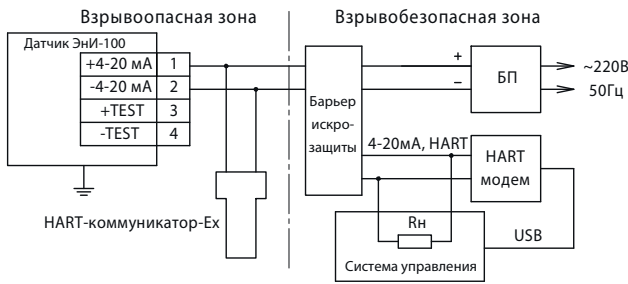 Взрывоопасная зона
Взрывобезопасная зона
Датчик ЭнИ-100
+4-20 мА 1
-4-20 мА 2
+TEST 3
-TEST 4
HART-коммуникатор-Ex
Барьер
искро-
защиты
+
–
БП
~220В
50Гц
4-20мА, HART
HART
модем
Rн
USB
Система управления